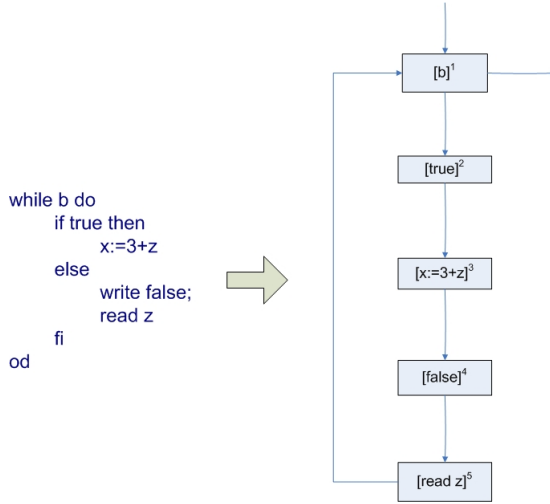 while b do
if true then
x:=3+z
else
write false;
read z
fi
od
[b]¹
[true]²
[x:=3+z]³
[false]⁴
[read z]⁵